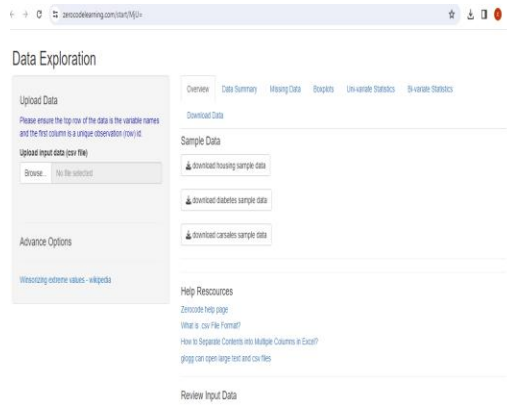 zerocodelearning.com/start/MjU=
Data Exploration
Upload Data
Please ensure the top row of the data is the variable names
and the first column is a unique observation (row) id.
Upload input data (csv file)
Browse... No file selected
Advance Options
Winsorizing extreme values - wikipedia
Overview Data Summary Missing Data Boxplots Uni-variate Statistics Bi-variate Statistics
Download Data
Sample Data
download housing sample data
download diabetes sample data
download carsales sample data
Help Rescources
Zerocode help page
What is .csv File Format?
How to Separate Contents into Multiple Columns in Excel?
glogg can open large text and csv files
Review Input Data